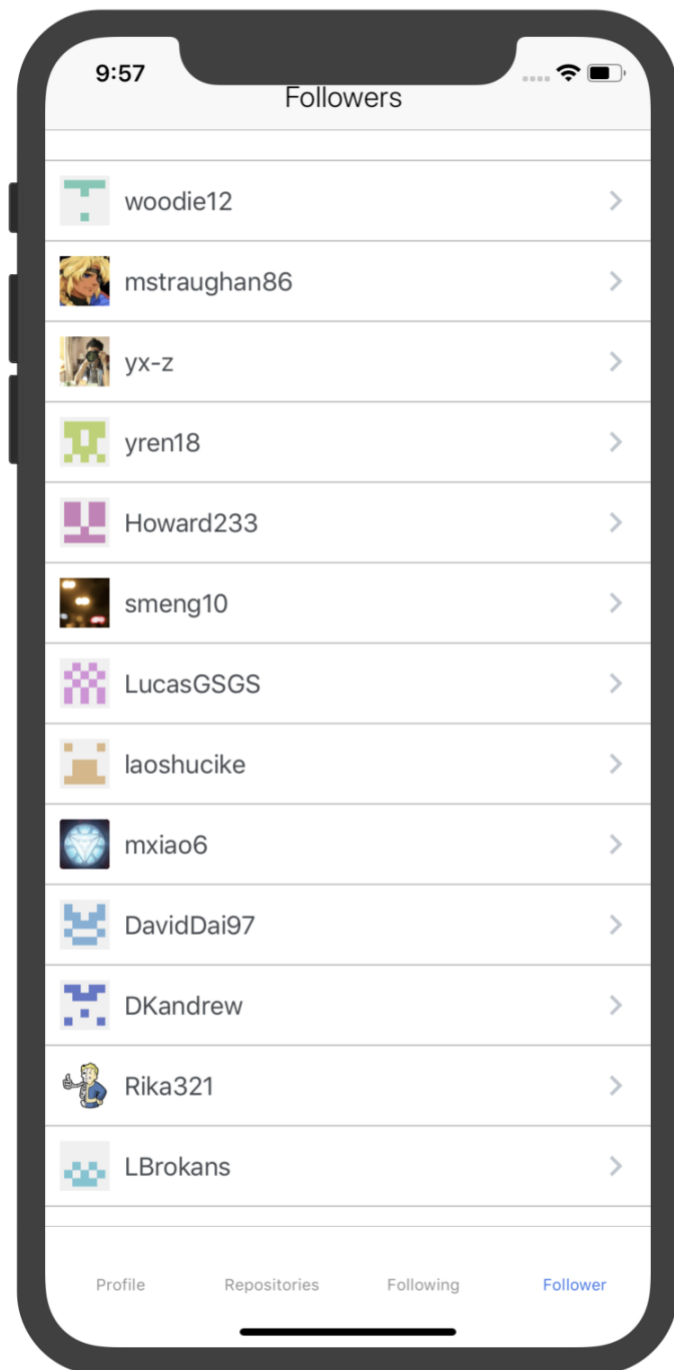 9:57
Followers
woodie12
mstraughan86
yx-z
yren18
Howard233
smeng10
LucasGSGS
laoshucike
mxiao6
DavidDai97
DKandrew
Rika321
LBrokans
Profile Repositories Following Follower